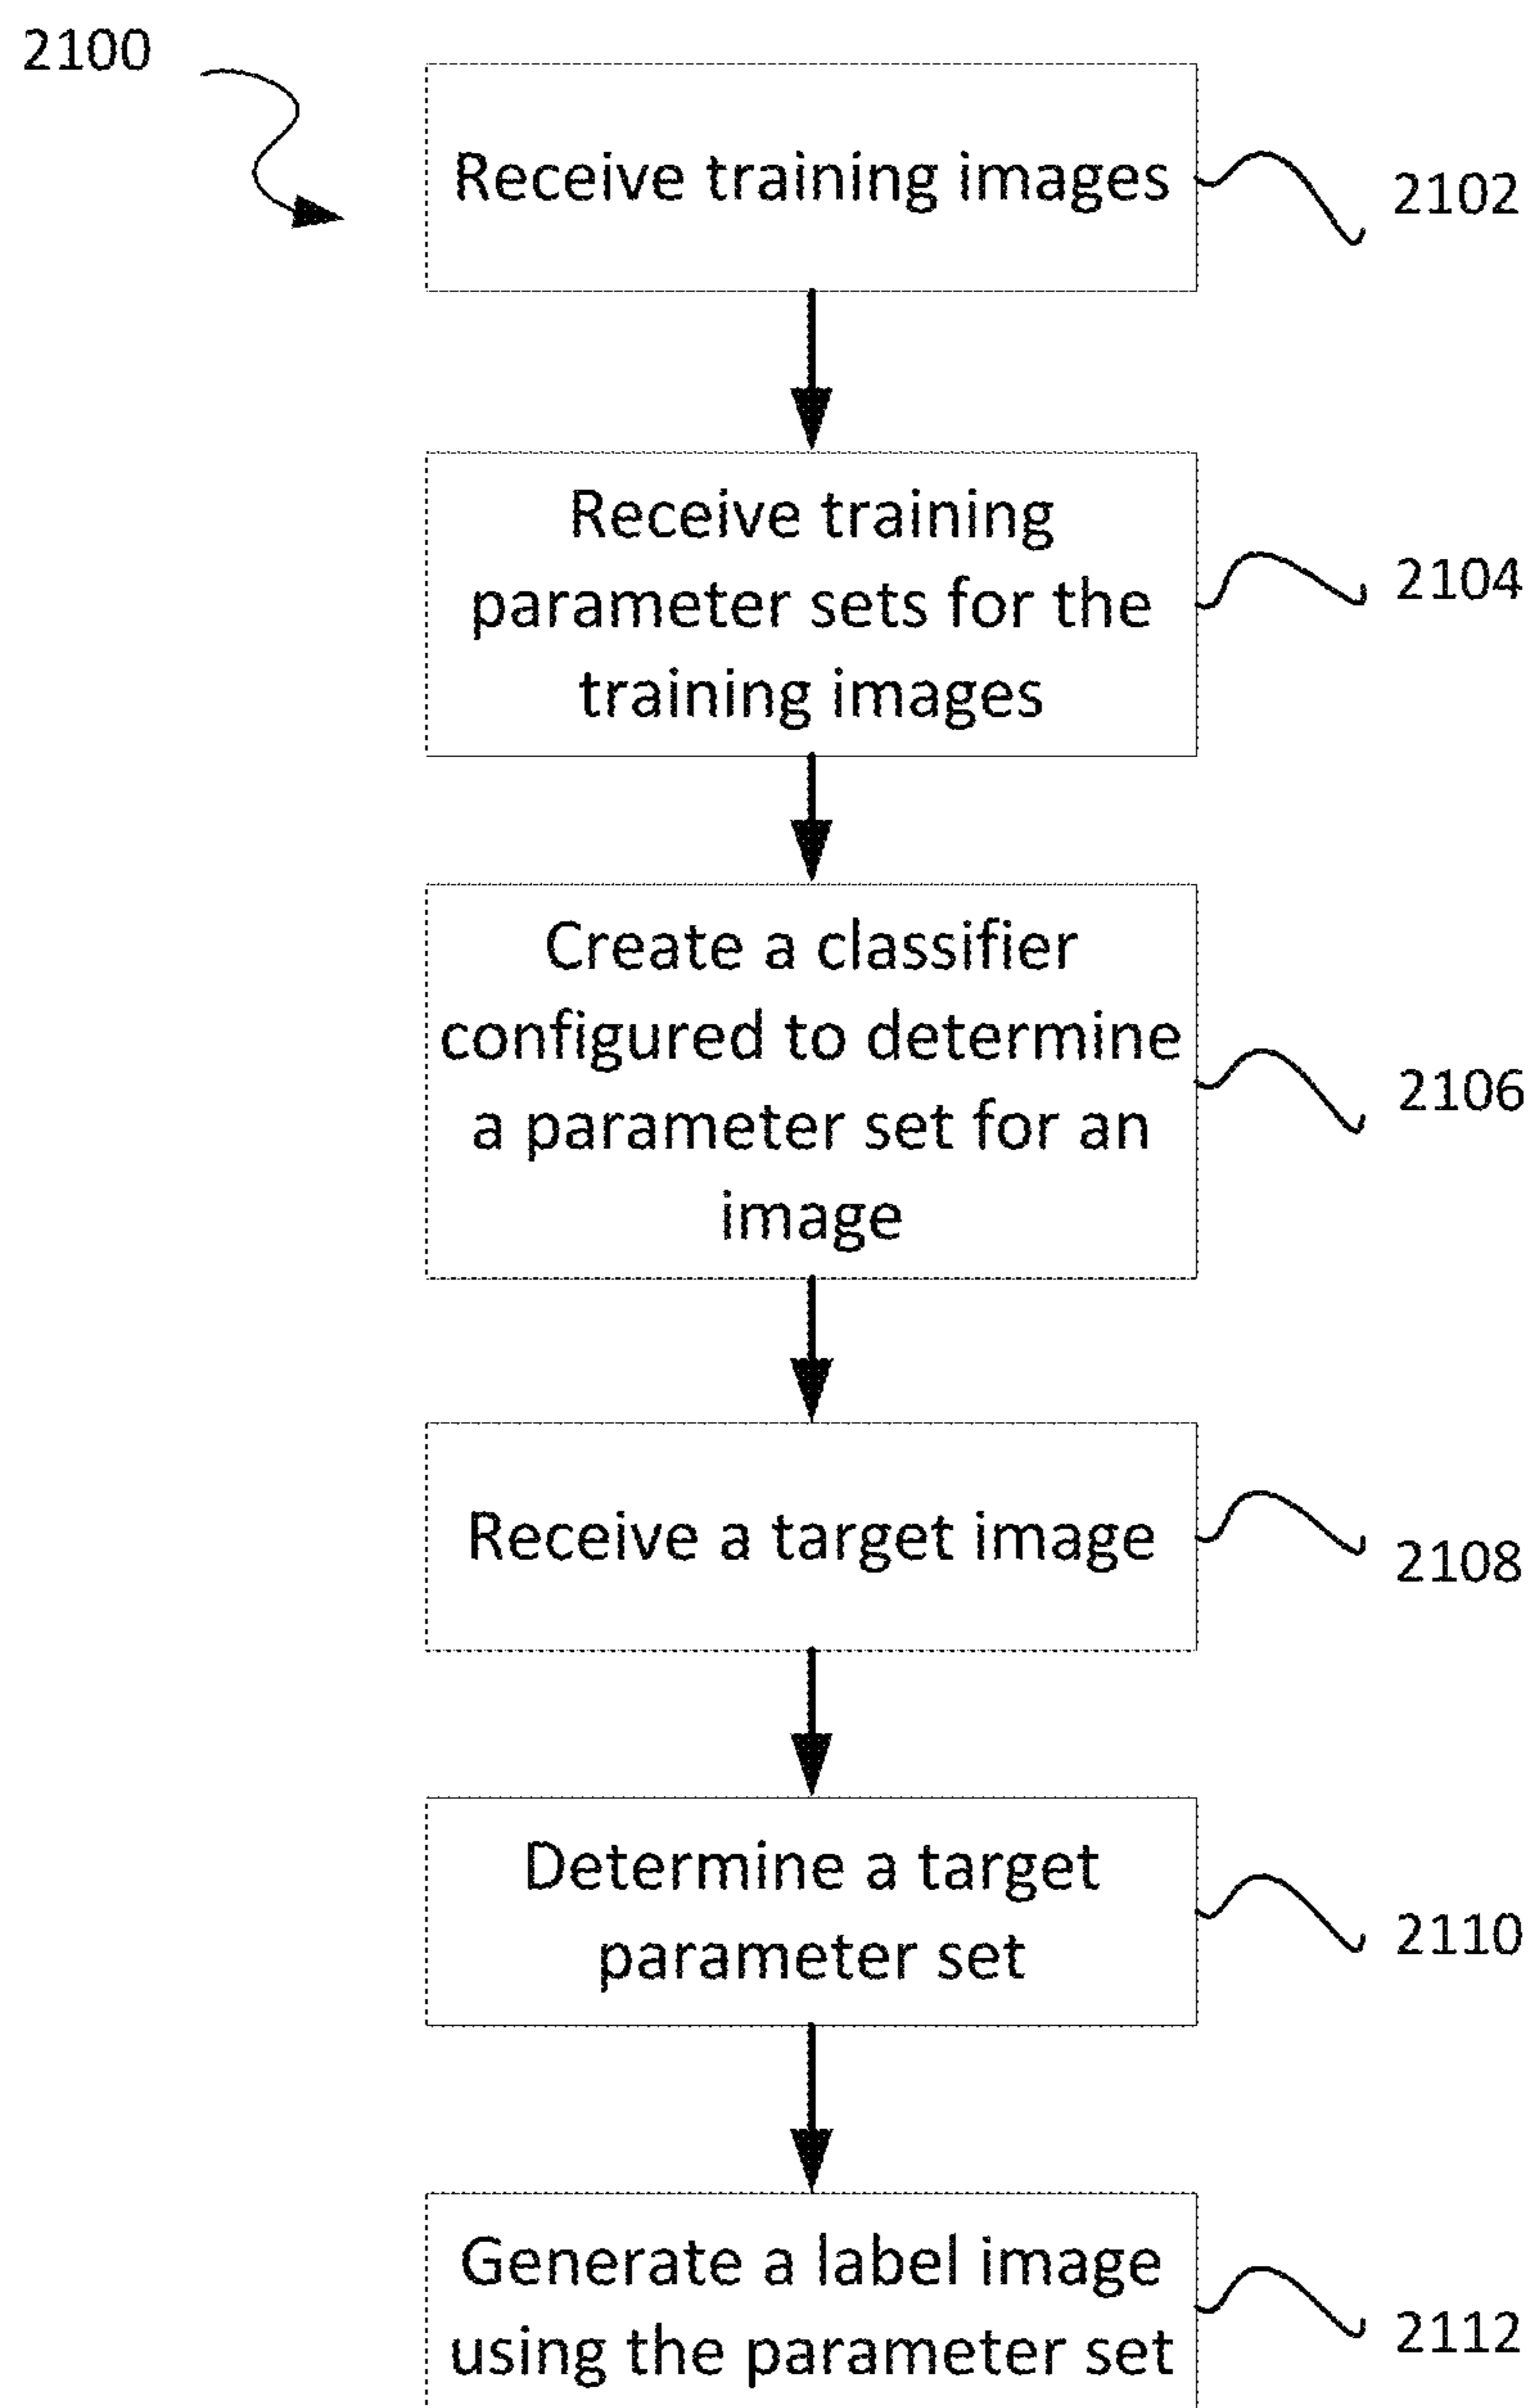 2100
Receive training images
2102
Receive training
parameter sets for the
training images
2104
Create a classifier
configured to determine
a parameter set for an
image
2106
Receive a target image
2108
Determine a target
parameter set
2110
Generate a label image
using the parameter set
2112